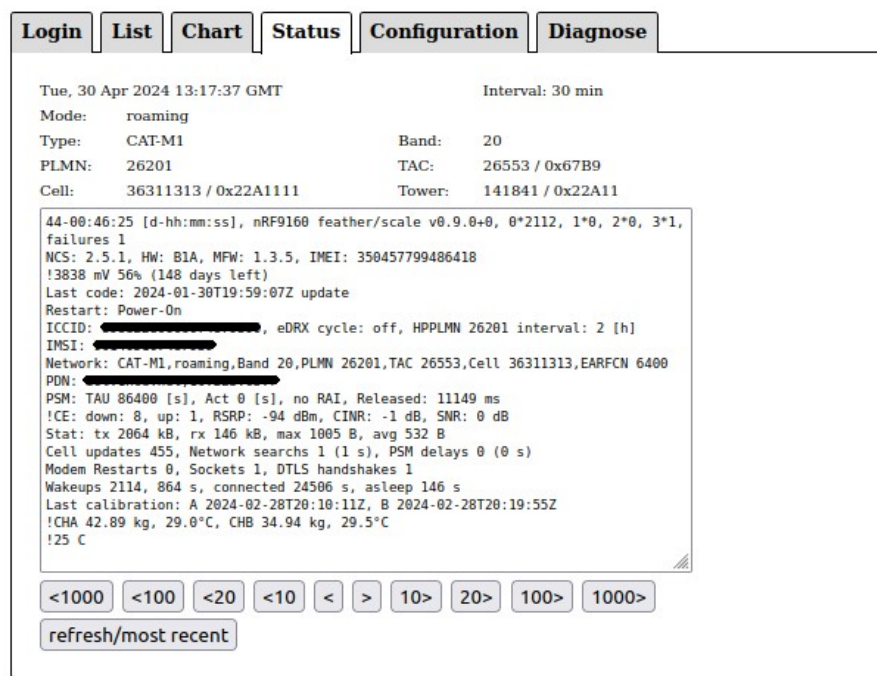 Login List Chart Status Configuration Diagnose
Tue, 30 Apr 2024 13:17:37 GMT Interval: 30 min
Mode: roaming
Type: CAT-M1 Band: 20
PLMN: 26201 TAC: 26553 / 0x67B9
Cell: 36311313 / 0x22A1111 Tower: 141841 / 0x22A11
44-00:46:25 [d-hh:mm:ss], nRF9160 feather/scale v0.9.0+0, 0*2112, 1*0, 2*0, 3*1,
failures 1
NCS: 2.5.1, HW: B1A, MFW: 1.3.5, IMEI: 350457799486418
!3838 mV 56% (148 days left)
Last code: 2024-01-30T19:59:07Z update
Restart: Power-On
ICCID: , eDRX cycle: off, HPPLMN 26201 interval: 2 [h]
IMSI:
Network: CAT-M1,roaming,Band 20,PLMN 26201,TAC 26553,Cell 36311313,EARFCN 6400
PDN:
PSM: TAU 86400 [s], Act 0 [s], no RAI, Released: 11149 ms
!CE: down: 8, up: 1, RSRP: -94 dBm, CINR: -1 dB, SNR: 0 dB
Stat: tx 2064 kB, rx 146 kB, max 1005 B, avg 532 B
Cell updates 455, Network searchs 1 (1 s), PSM delays 0 (0 s)
Modem Restarts 0, Sockets 1, DTLS handshakes 1
Wakeups 2114, 864 s, connected 24506 s, asleep 146 s
Last calibration: A 2024-02-28T20:10:11Z, B 2024-02-28T20:19:55Z
!CHA 42.89 kg, 29.0°C, CHB 34.94 kg, 29.5°C
!25 C
<1000 <100 <20 <10 < > 10> 20> 100> 1000>
refresh/most recent